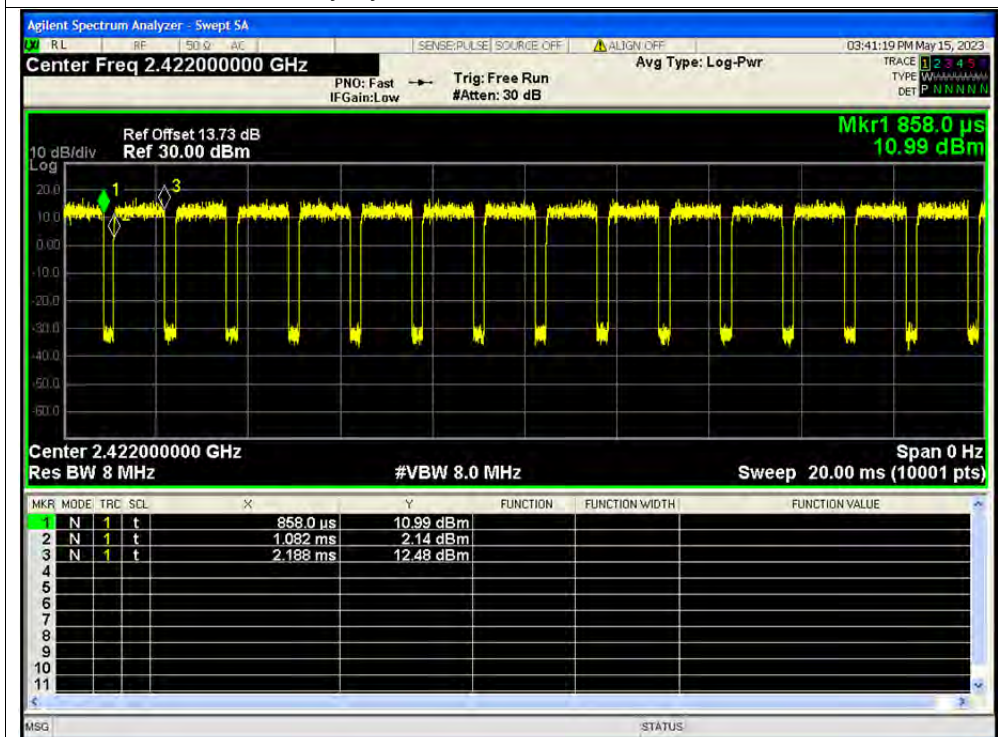 Agilent Spectrum Analyzer - Swept SA
RL RF 50 Ω AC SENSE:PULSE SOURCE OFF ALIGN OFF 03:41:19 PM May 15, 2023
Center Freq 2.422000000 GHz Avg Type: Log-Pwr TRACE 1 2 3 4 5 6
PNO: Fast Trig: Free Run TYPE
IFGain:Low #Atten: 30 dB DET P N N N N N
Mkr1 858.0 µs
10.99 dBm
Ref Offset 13.73 dB
10 dB/div Ref 30.00 dBm
Log
20.0
10.0
0.00
-10.0
-20.0
-30.0
-40.0
-50.0
-60.0
1
2
3
Center 2.422000000 GHz Span 0 Hz
Res BW 8 MHz #VBW 8.0 MHz Sweep 20.00 ms (10001 pts)
MKR MODE TRC SCL X Y FUNCTION FUNCTION WIDTH FUNCTION VALUE
1 N 1 t 858.0 µs 10.99 dBm
2 N 1 t 1.082 ms 2.14 dBm
3 N 1 t 2.188 ms 12.48 dBm
4
5
6
7
8
9
10
11
MSG STATUS